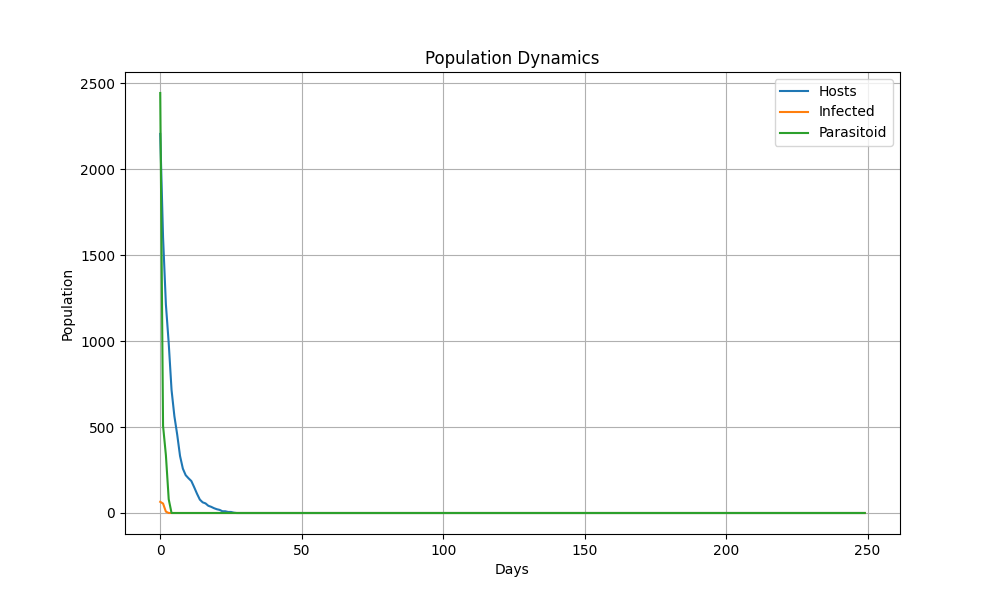 Population Dynamics
Hosts
Infected
Parasitoid
2500
2000
1500
1000
500
0
Population
0 50 100 150 200 250
Days